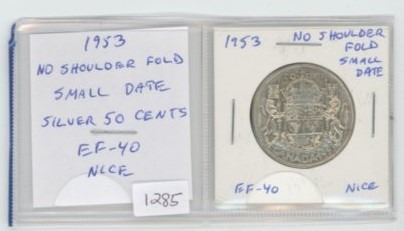 1953
NO SHOULDER FOLD
SMALL DATE
SILVER 50 CENTS
EF-40
NICE
1285
1953 NO SHOULDER
FOLD
SMALL
DATE
CANADA
EF-40 NICE